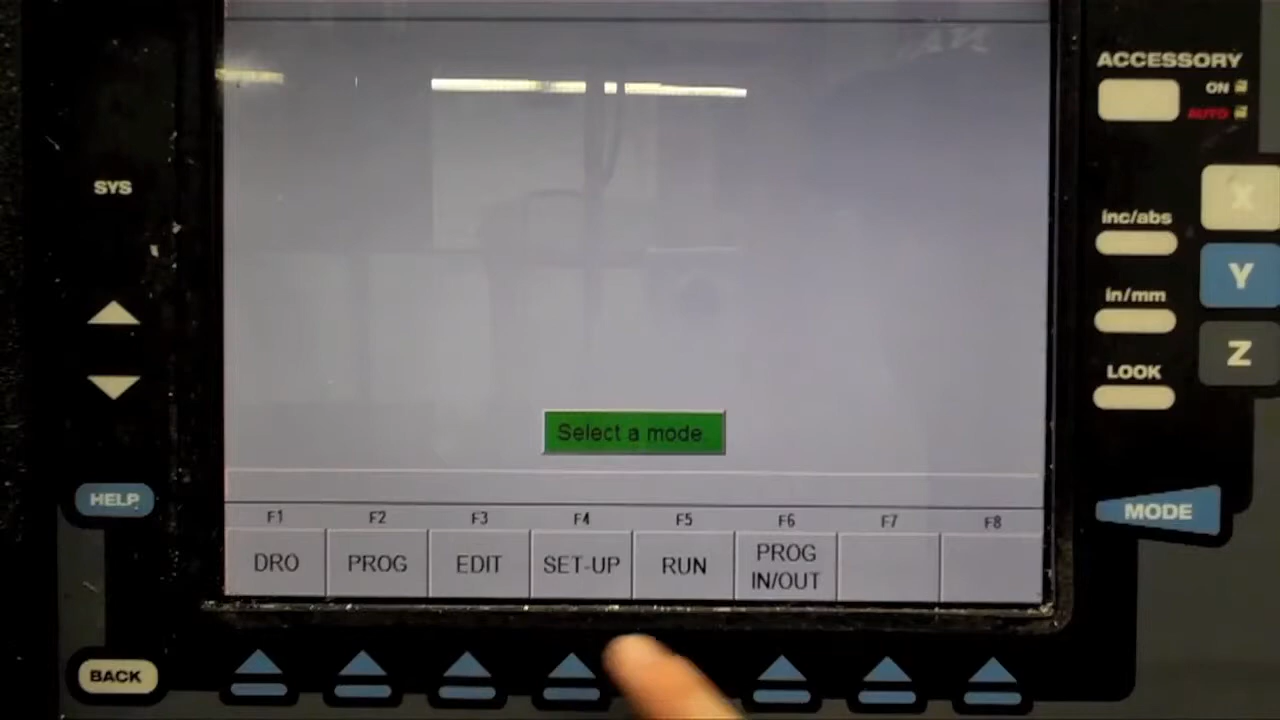 ACCESSORY
ON
AUTO
SYS
X
inc/abs
Y
in/mm
Z
LOOK
Select a mode.
HELP
MODE
F1 F2 F3 F4 F5 F6 F7 F8
DRO PROG EDIT SET-UP RUN PROG
IN/OUT
BACK